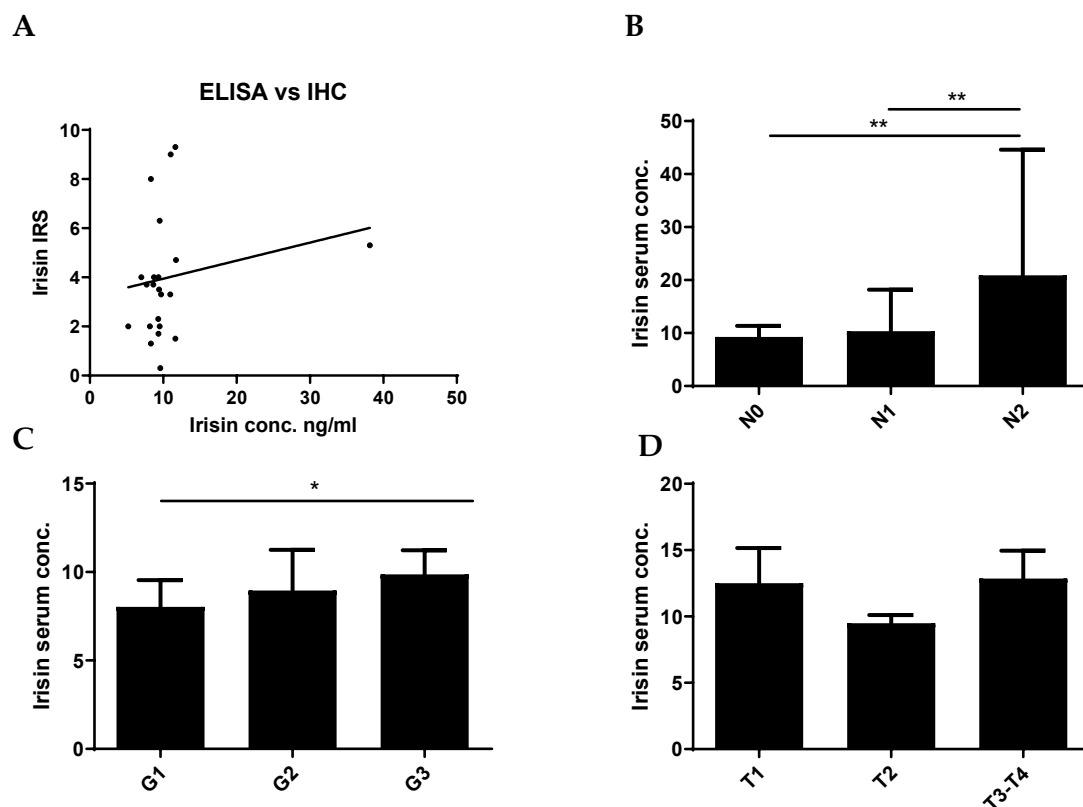 A
ELISA vs IHC
Irisin IRS
10
8
6
4
2
0
0 10 20 30 40 50
Irisin conc. ng/ml
B
**
**
Irisin serum conc.
50
40
30
20
10
0
N0 N1 N2
C
*
Irisin serum conc.
15
10
5
0
G1 G2 G3
D
Irisin serum conc.
20
15
10
5
0
T1 T2 T3-T4